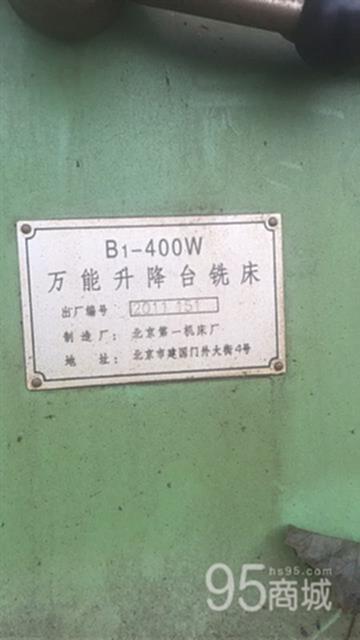 B1-400W
万能升降台铣床
出厂编号 2011 151
制造厂: 北京第一机床厂
地 址: 北京市建国门外大街4号
hs95.com
95商城